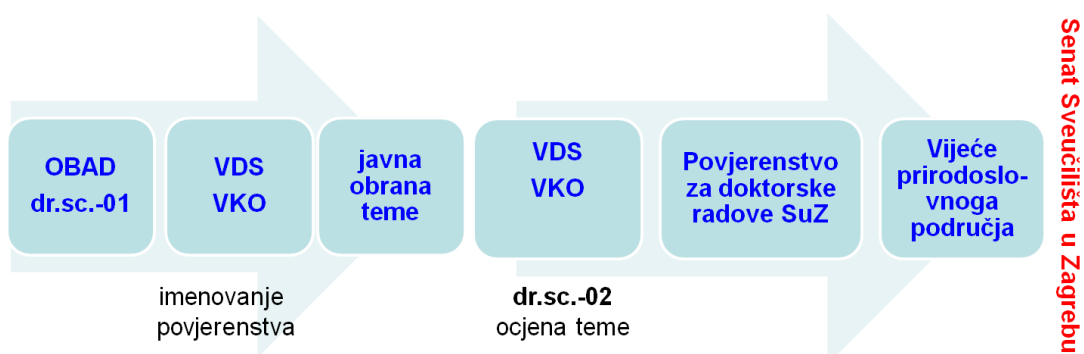 OBAD
dr.sc.-01
VDS
VKO
javna
obrana
teme
VDS
VKO
Povjerenstvo
za doktorske
radove SuZ
Vijeće
prirodoslo-
vnoga
područja
imenovanje
povjerenstva
dr.sc.-02
ocjena teme
Senat Sveučilišta u Zagrebu